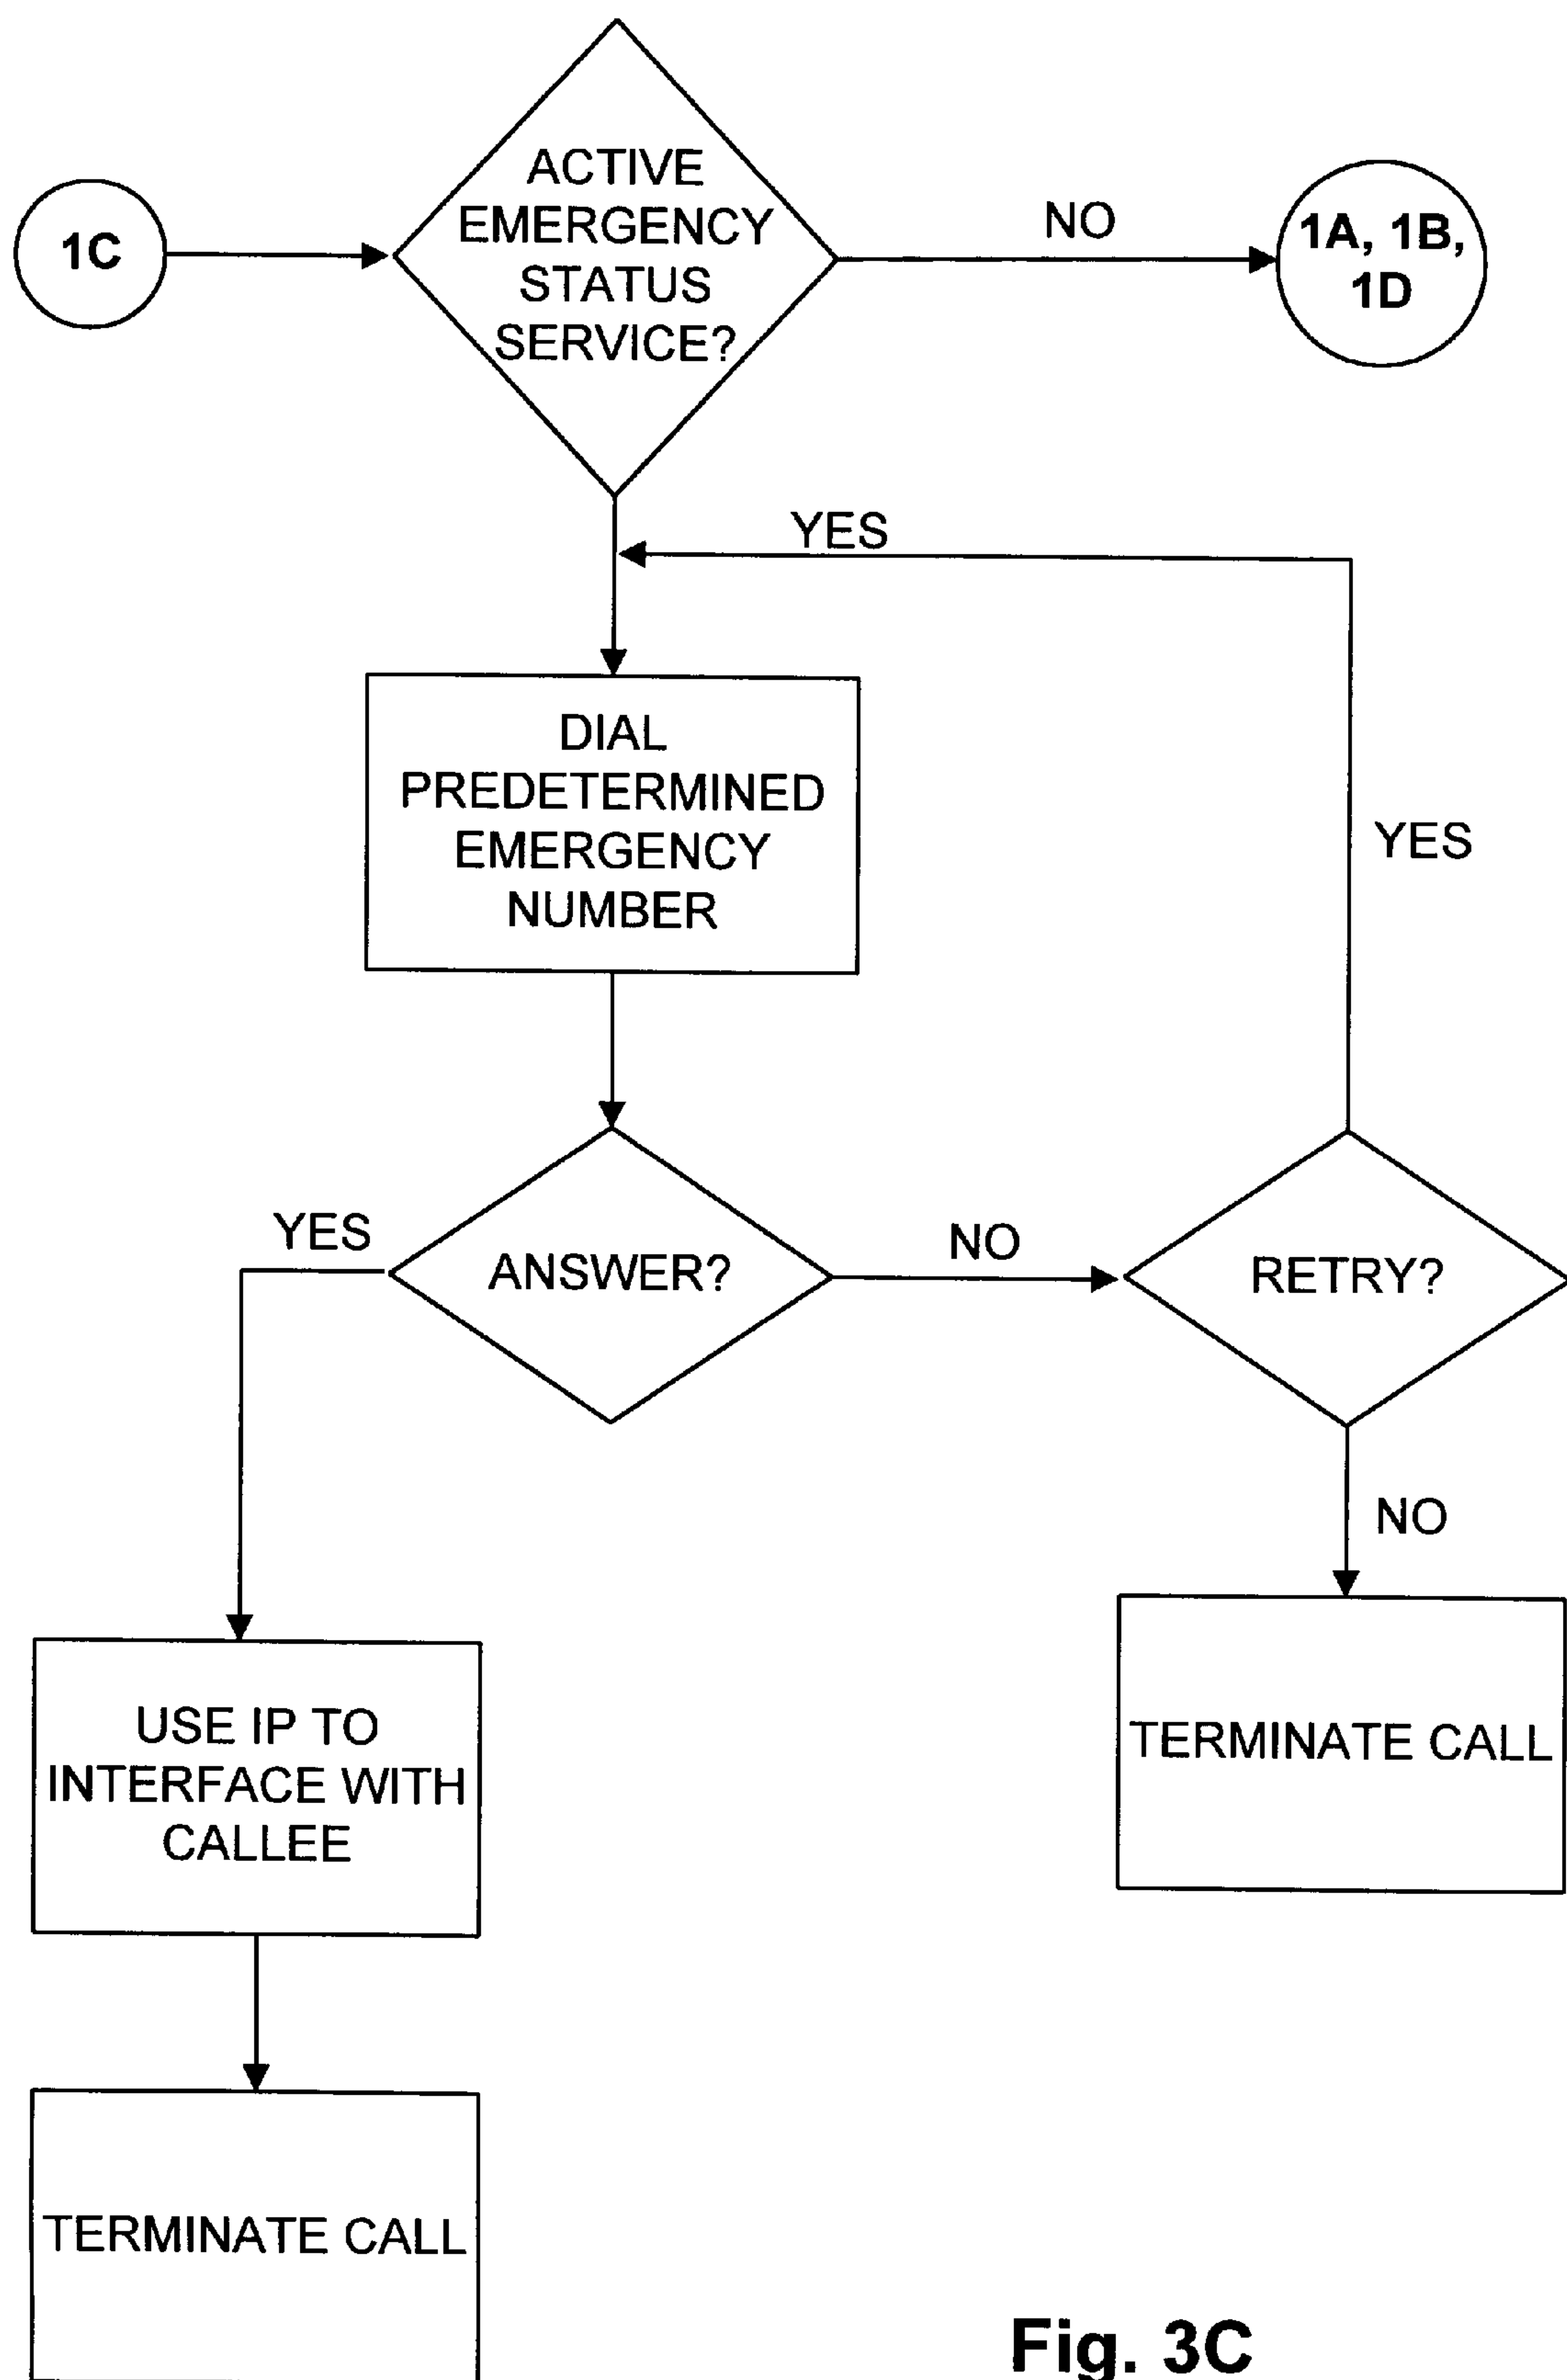 1C
ACTIVE
EMERGENCY
STATUS
SERVICE?
NO
1A, 1B,
1D
YES
DIAL
PREDETERMINED
EMERGENCY
NUMBER
YES
YES
ANSWER?
NO
RETRY?
NO
USE IP TO
INTERFACE WITH
CALLEE
TERMINATE CALL
TERMINATE CALL
Fig. 3C